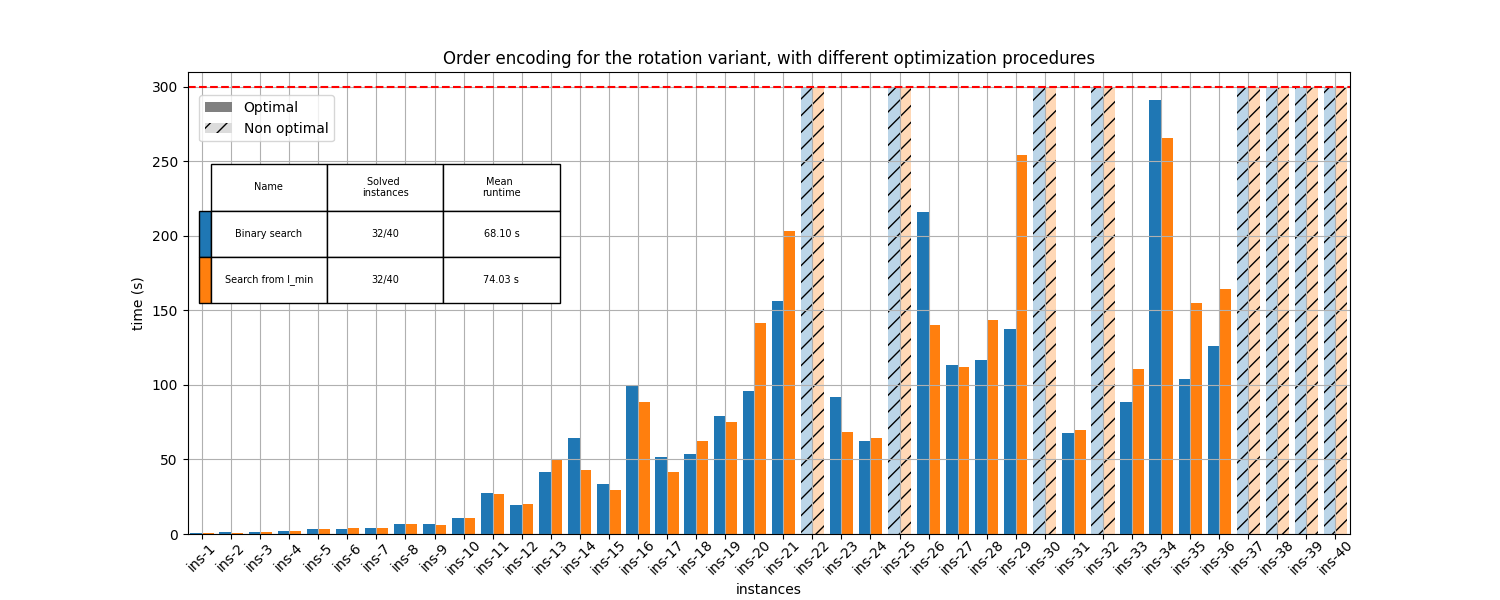 Order encoding for the rotation variant, with different optimization procedures
300
250
200
150
100
50
0
time (s)
Optimal
Non optimal
Name Solved instances Mean runtime
Binary search 32/40 68.10 s
Search from l_min 32/40 74.03 s
ins-1 ins-2 ins-3 ins-4 ins-5 ins-6 ins-7 ins-8 ins-9 ins-10 ins-11 ins-12 ins-13 ins-14 ins-15 ins-16 ins-17 ins-18 ins-19 ins-20 ins-21 ins-22 ins-23 ins-24 ins-25 ins-26 ins-27 ins-28 ins-29 ins-30 ins-31 ins-32 ins-33 ins-34 ins-35 ins-36 ins-37 ins-38 ins-39 ins-40
instances